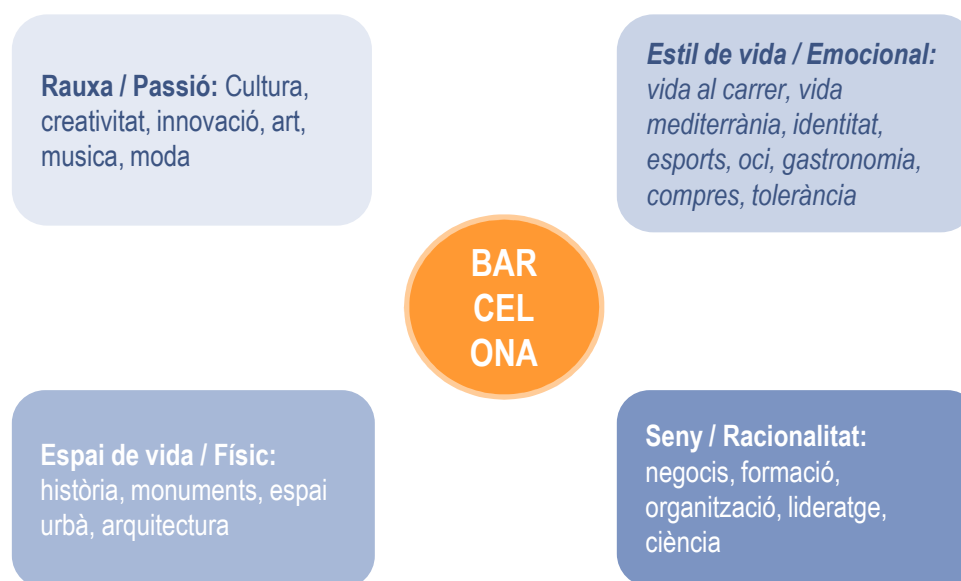 Rauxa / Passió: Cultura,
creativitat, innovació, art,
musica, moda
Estil de vida / Emocional:
vida al carrer, vida
mediterrània, identitat,
esports, oci, gastronomia,
compres, tolerància
BAR
CEL
ONA
Espai de vida / Físic:
història, monuments, espai
urbà, arquitectura
Seny / Racionalitat:
negocis, formació,
organització, lideratge,
ciència